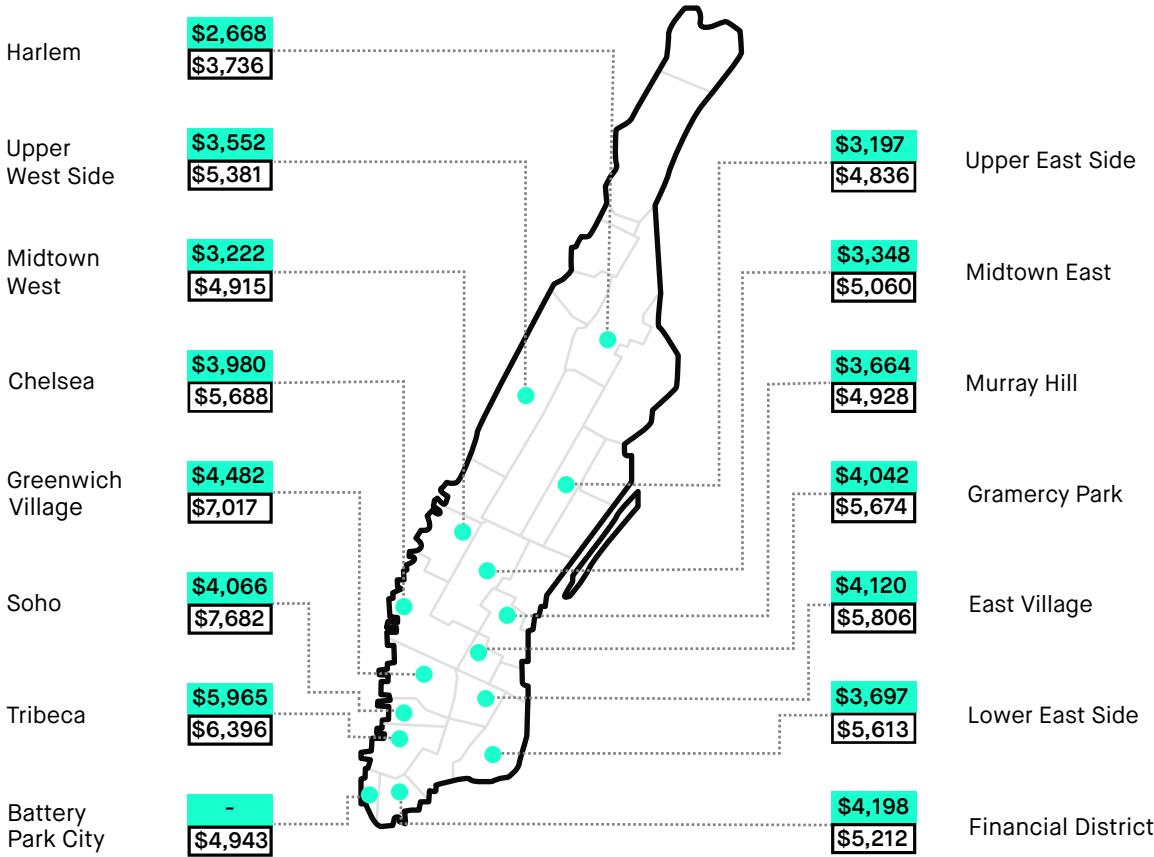 Harlem
$2,668
$3,736
Upper
West Side
$3,552
$5,381
Midtown
West
$3,222
$4,915
Chelsea
$3,980
$5,688
Greenwich
Village
$4,482
$7,017
Soho
$4,066
$7,682
Tribeca
$5,965
$6,396
Battery
Park City
-
$4,943
$3,197
$4,836
Upper East Side
$3,348
$5,060
Midtown East
$3,664
$4,928
Murray Hill
$4,042
$5,674
Gramercy Park
$4,120
$5,806
East Village
$3,697
$5,613
Lower East Side
$4,198
$5,212
Financial District